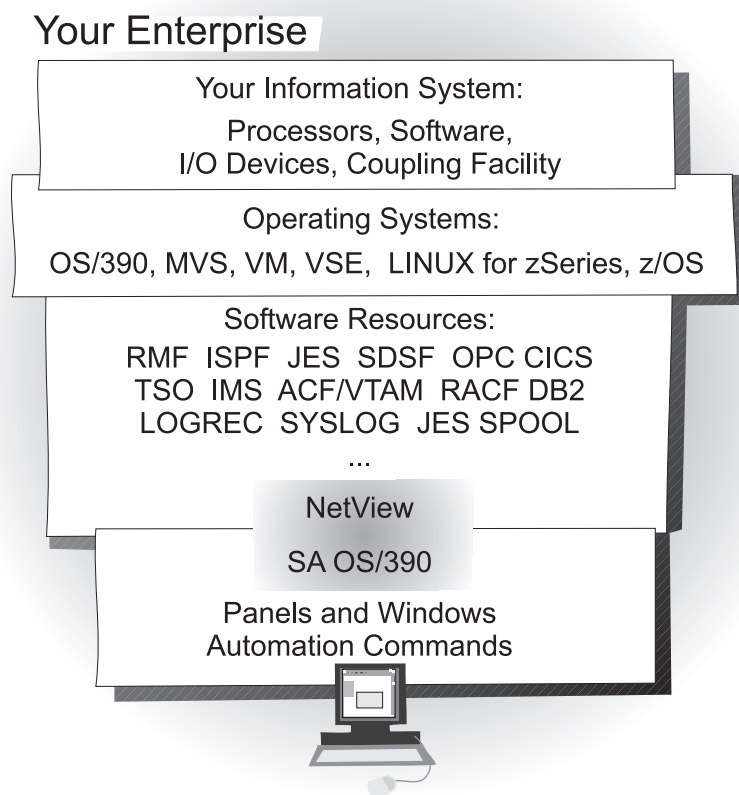 Your Enterprise
Your Information System:
Processors, Software,
I/O Devices, Coupling Facility
Operating Systems:
OS/390, MVS, VM, VSE, LINUX for zSeries, z/OS
Software Resources:
RMF ISPF JES SDSF OPC CICS
TSO IMS ACF/VTAM RACF DB2
LOGREC SYSLOG JES SPOOL
...
NetView
SA OS/390
Panels and Windows
Automation Commands